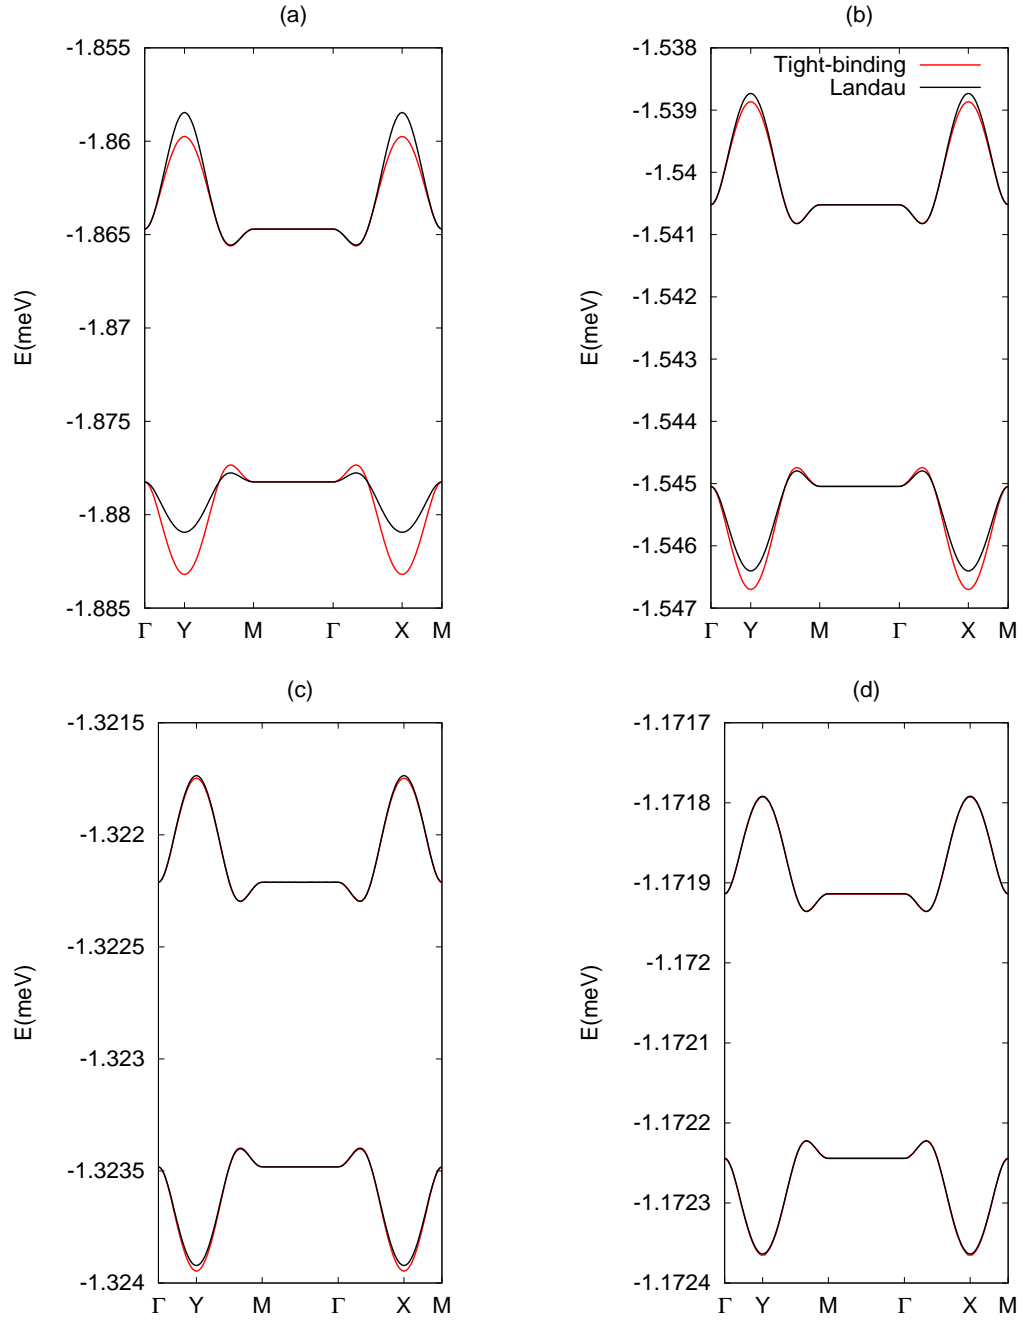 (a)
-1.855
-1.86
-1.865
-1.87
-1.875
-1.88
-1.885
E(meV)
Γ Y M Γ X M
(b)
Tight-binding
Landau
-1.538
-1.539
-1.54
-1.541
-1.542
-1.543
-1.544
-1.545
-1.546
-1.547
E(meV)
Γ Y M Γ X M
(c)
-1.3215
-1.322
-1.3225
-1.323
-1.3235
-1.324
E(meV)
Γ Y M Γ X M
(d)
-1.1717
-1.1718
-1.1719
-1.172
-1.1721
-1.1722
-1.1723
-1.1724
E(meV)
Γ Y M Γ X M